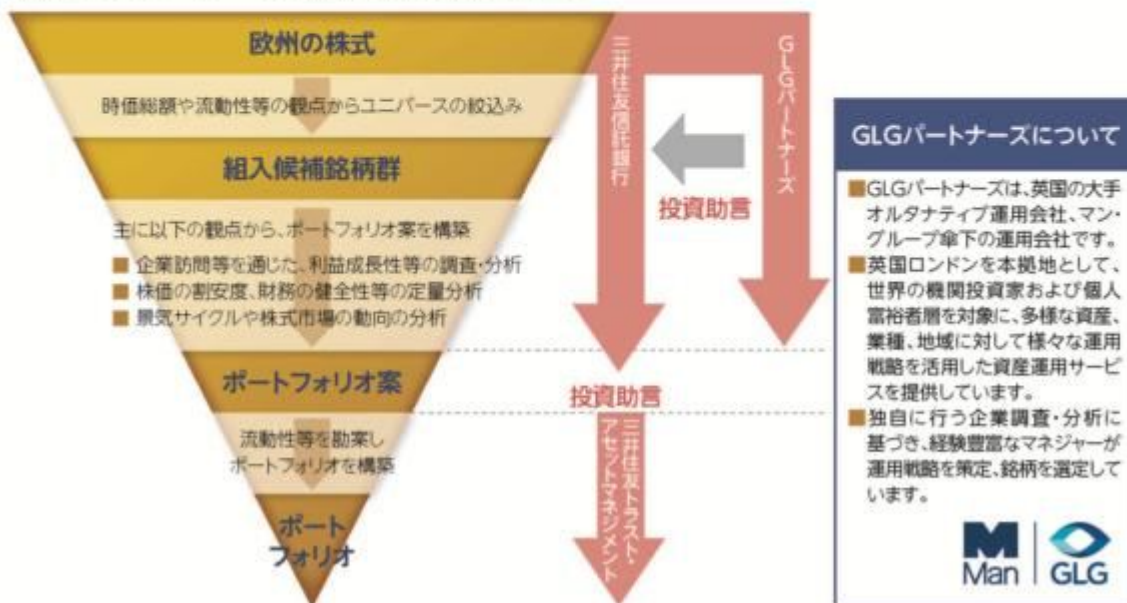 欧州の株式
時価総額や流動性等の観点からユニバースの絞込み
組入候補銘柄群
主に以下の観点から、ポートフォリオ案を構築
■ 企業訪問等を通じた、利益成長性等の調査・分析
■ 株価の割安度、財務の健全性等の定量分析
■ 景気サイクルや株式市場の動向の分析
ポートフォリオ案
流動性等を勘案し
ポートフォリオを構築
ポート
フォリオ
三井住友信託銀行
GLGパートナーズ
投資助言
投資助言
三井住友トラスト・
アセットマネジメント
GLGパートナーズについて
■GLGパートナーズは、英国の大手
オルタナティブ運用会社、マン・
グループ傘下の運用会社です。
■英国ロンドンを本拠地として、
世界の機関投資家および個人
富裕者層を対象に、多様な資産、
業種、地域に対して様々な運用
戦略を活用した資産運用サービ
スを提供しています。
■独自に行う企業調査・分析に
基づき、経験豊富なマネジャーが
運用戦略を策定、銘柄を選定して
います。
Man
GLG